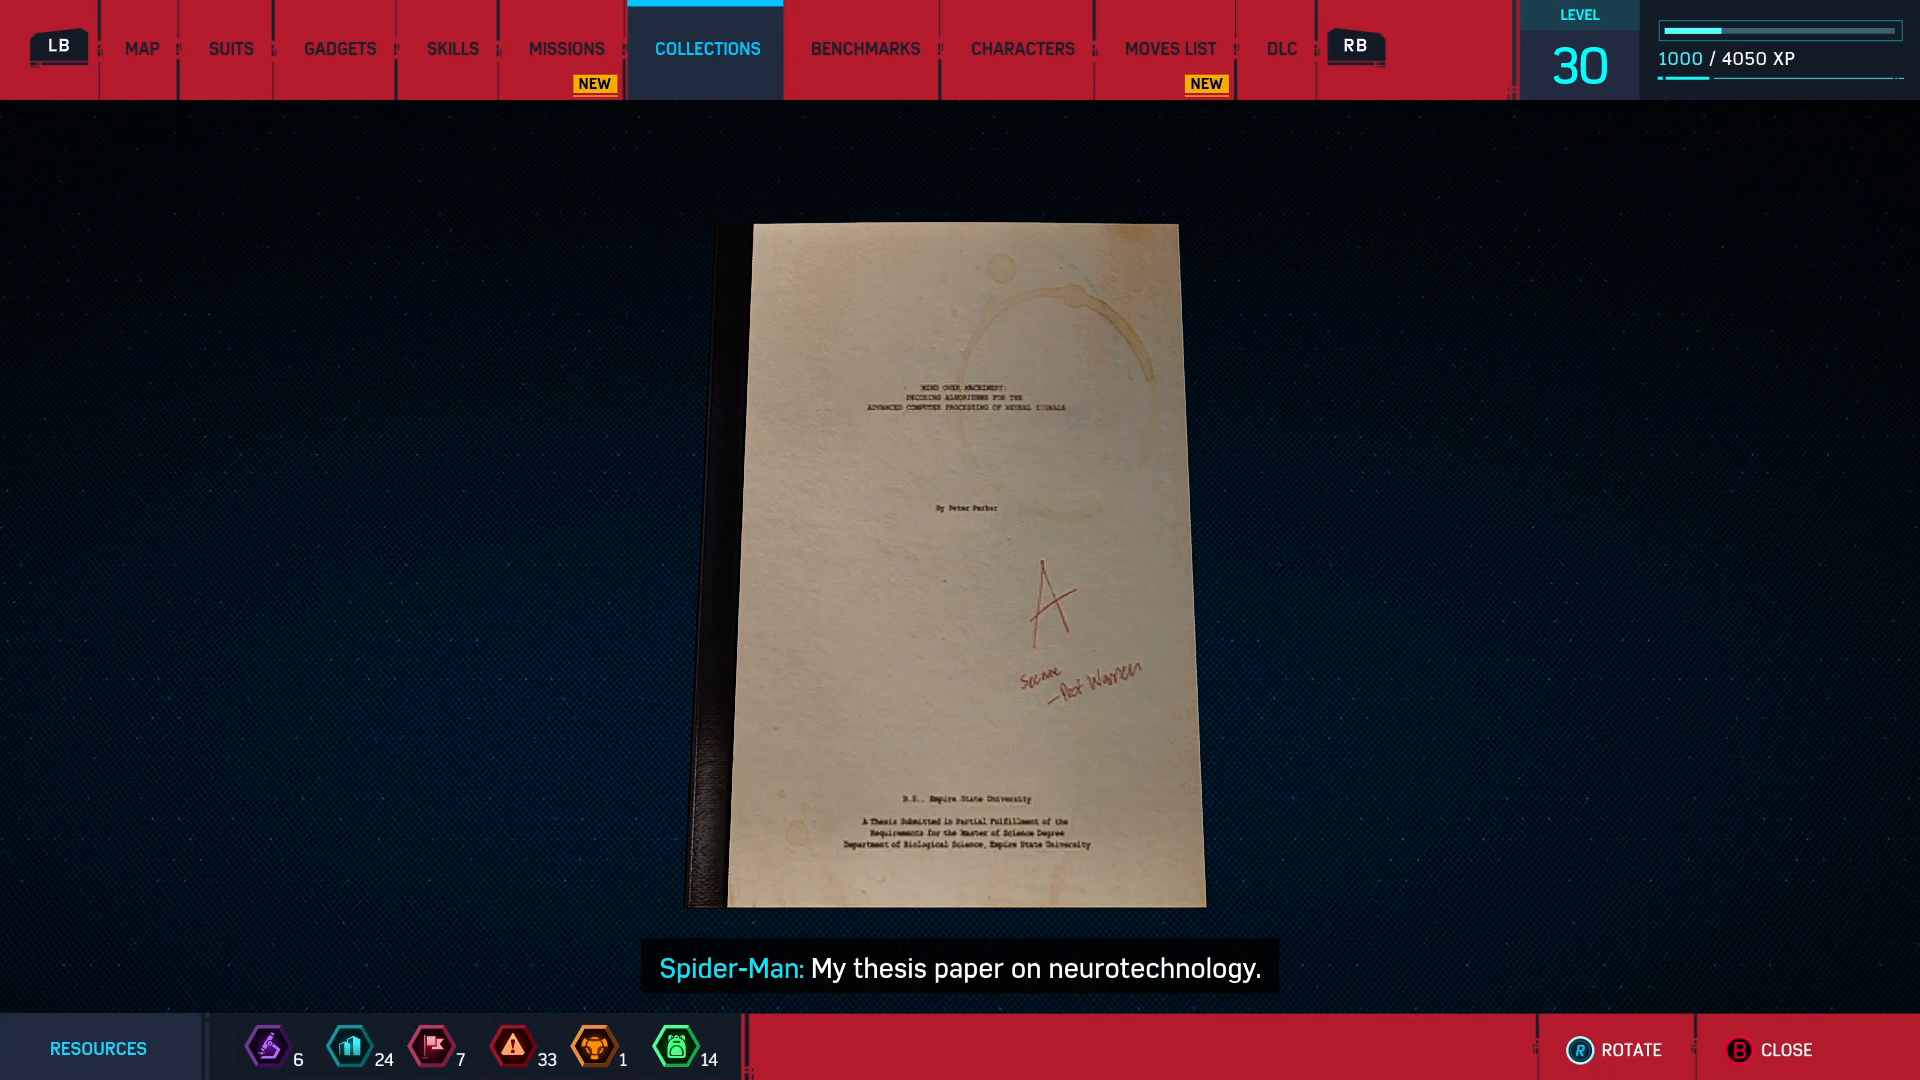 LB
MAP
SUITS
GADGETS
SKILLS
MISSIONS
NEW
COLLECTIONS
BENCHMARKS
CHARACTERS
MOVES LIST
NEW
DLC
RB
LEVEL
30
1000 / 4050 XP
MIND OVER MACHINERY:
DECODING ALGORITHMS FOR THE
ADVANCED COMPUTER PROCESSING OF NEURAL SIGNALS
By Peter Parker
A
-Prof Warren
B.S., Empire State University
A Thesis Submitted in Partial Fulfillment of the
Requirements for the Master of Science Degree
Department of Biological Science, Empire State University
Spider-Man: My thesis paper on neurotechnology.
RESOURCES
6
24
7
33
1
14
R ROTATE
B CLOSE